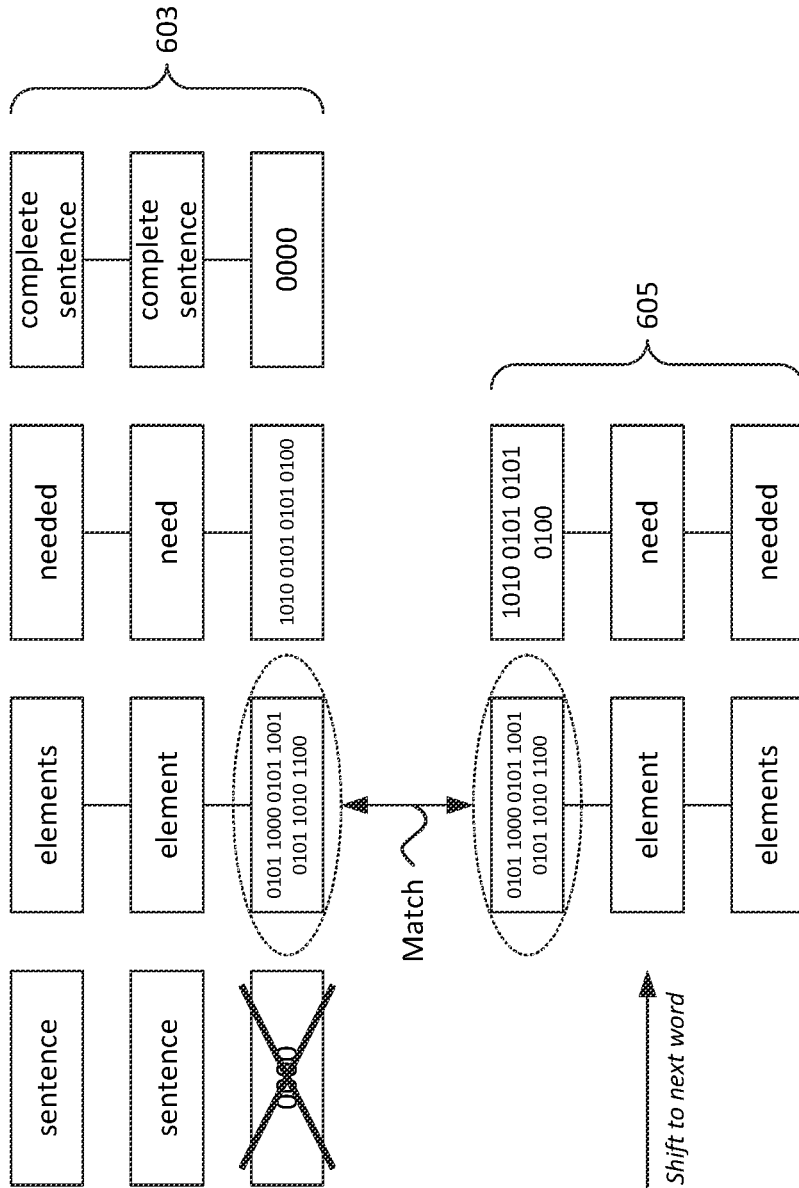 sentence
elements
needed
compleete
sentence
sentence
element
need
complete
sentence
603
0000
0101 1000 0101 1001
0101 1010 1100
1010 0101 0101 0100
0000
Match
0101 1000 0101 1001
0101 1010 1100
1010 0101 0101
0100
element
need
605
Shift to next word
elements
needed